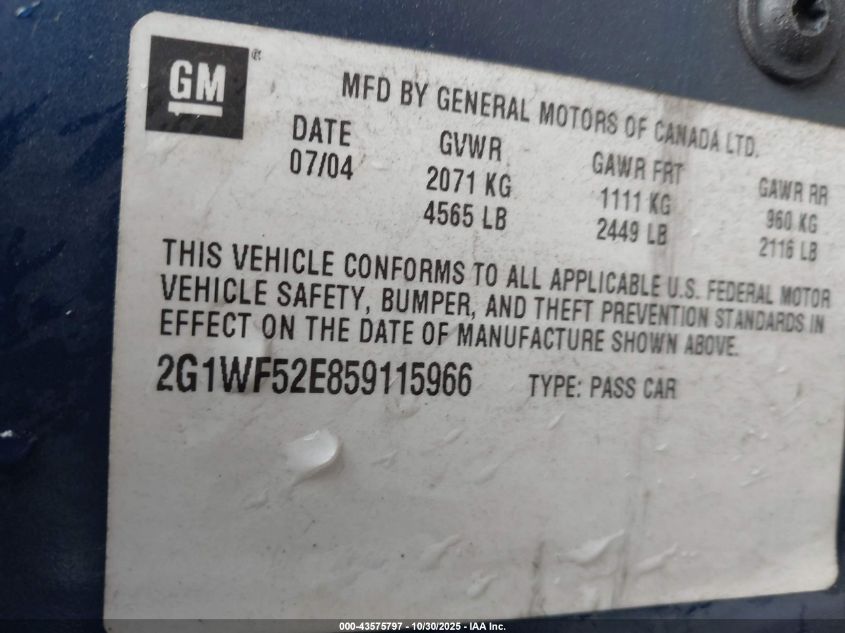 GM ®
MFD BY GENERAL MOTORS OF CANADA LTD.
DATE GVWR GAWR FRT GAWR RR
07/04 2071 KG 1111 KG 960 KG
4565 LB 2449 LB 2116 LB
THIS VEHICLE CONFORMS TO ALL APPLICABLE U.S. FEDERAL MOTOR
VEHICLE SAFETY, BUMPER, AND THEFT PREVENTION STANDARDS IN
EFFECT ON THE DATE OF MANUFACTURE SHOWN ABOVE.
2G1WF52E859115966 TYPE: PASS CAR
000-43575797 - 10/30/2025 - IAA Inc.